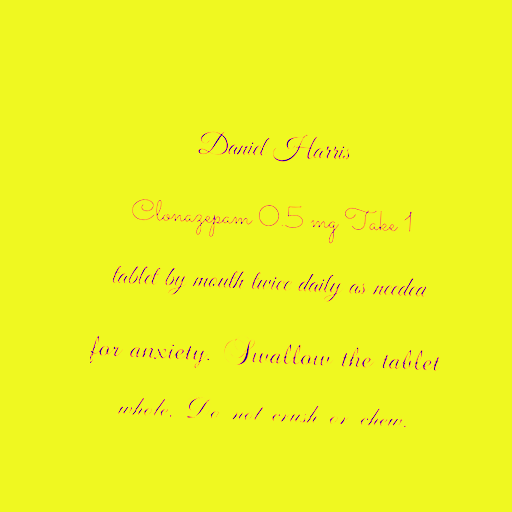 Daniel Harris
Clonazepam 0.5 mg Take 1
tablet by mouth twice daily as needed
for anxiety. Swallow the tablet
whole. Do not crush or chew.